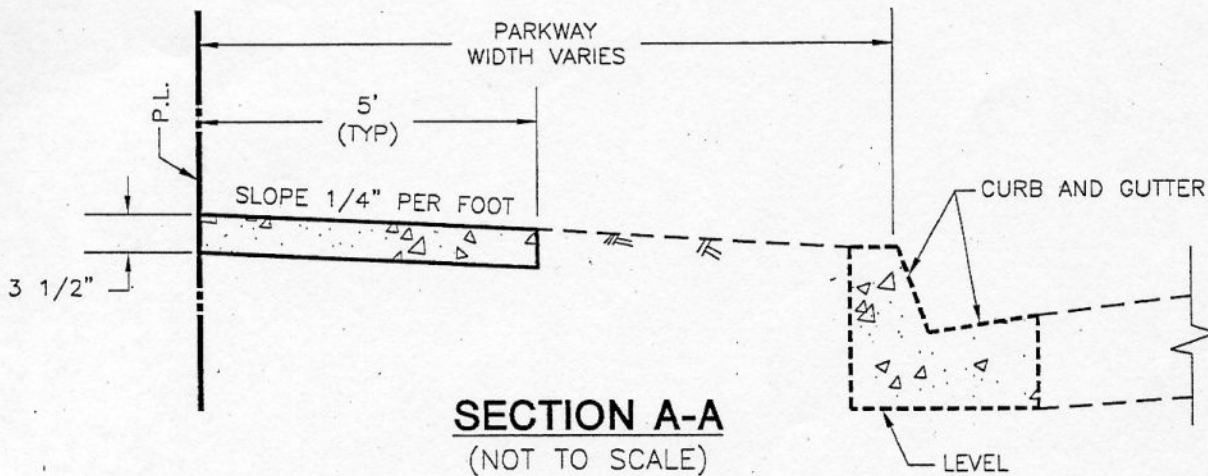 PARKWAY
WIDTH VARIES
P.L.
5'
(TYP)
SLOPE 1/4" PER FOOT
CURB AND GUTTER
3 1/2"
SECTION A-A
(NOT TO SCALE)
LEVEL